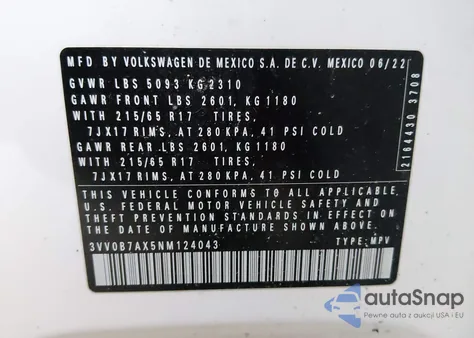 MFD BY VOLKSWAGEN DE MEXICO S.A. DE C.V. MEXICO 06/22
GVWR LBS 5093 KG 2310
GAWR FRONT LBS 2601, KG 1180
WITH 215/65 R17 TIRES,
7JX17 RIMS, AT 280 KPA, 41 PSI COLD
GAWR REAR LBS 2601, KG 1180
WITH 215/65 R17 TIRES,
7JX17 RIMS, AT 280 KPA, 41 PSI COLD
THIS VEHICLE CONFORMS TO ALL APPLICABLE
U.S. FEDERAL MOTOR VEHICLE SAFETY AND
THEFT PREVENTION STANDARDS IN EFFECT ON
THE DATE OF MANUFACTURE SHOWN ABOVE.
3VV0B7AX5NM124043 TYPE: MPV
2164430 3708
autoSnap
Pewne auta z aukcji USA i EU